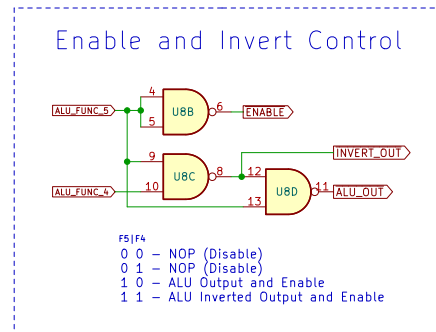 Enable and Invert Control
4
ALU_FUNC_5
U8B
6
ENABLE
5
9
INVERT_OUT
U8C
8
12
ALU_FUNC_4
10
U8D
11
ALU_OUT
13
F5|F4
0 0 – NOP (Disable)
0 1 – NOP (Disable)
1 0 – ALU Output and Enable
1 1 – ALU Inverted Output and Enable